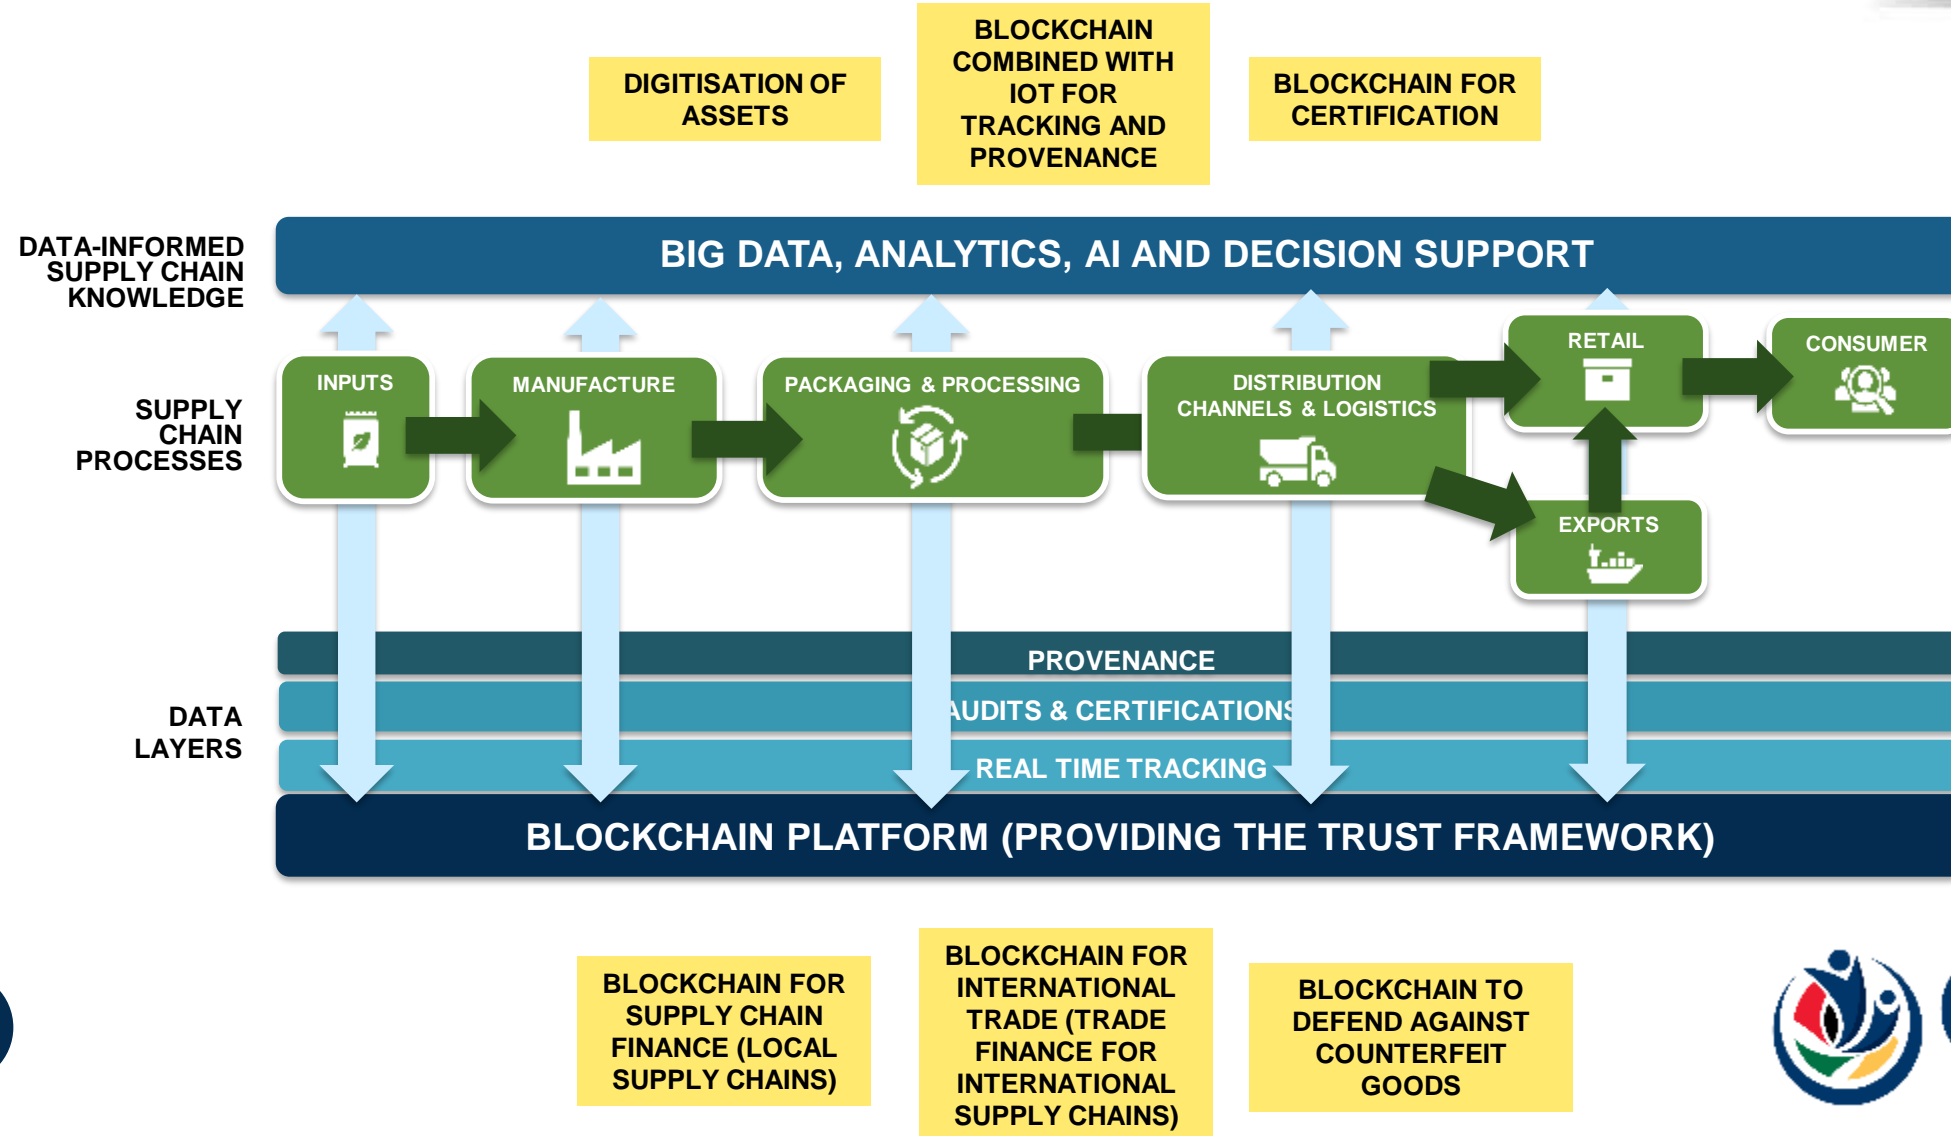 BLOCKCHAIN
COMBINED WITH
IOT FOR
TRACKING AND
PROVENANCE
DIGITISATION OF
ASSETS
BLOCKCHAIN FOR
CERTIFICATION
DATA-INFORMED
SUPPLY CHAIN
KNOWLEDGE
BIG DATA, ANALYTICS, AI AND DECISION SUPPORT
SUPPLY
CHAIN
PROCESSES
INPUTS
MANUFACTURE
PACKAGING & PROCESSING
DISTRIBUTION
CHANNELS & LOGISTICS
RETAIL
CONSUMER
EXPORTS
DATA
LAYERS
PROVENANCE
AUDITS & CERTIFICATIONS
REAL TIME TRACKING
BLOCKCHAIN PLATFORM (PROVIDING THE TRUST FRAMEWORK)
BLOCKCHAIN FOR
SUPPLY CHAIN
FINANCE (LOCAL
SUPPLY CHAINS)
BLOCKCHAIN FOR
INTERNATIONAL
TRADE (TRADE
FINANCE FOR
INTERNATIONAL
SUPPLY CHAINS)
BLOCKCHAIN TO
DEFEND AGAINST
COUNTERFEIT
GOODS